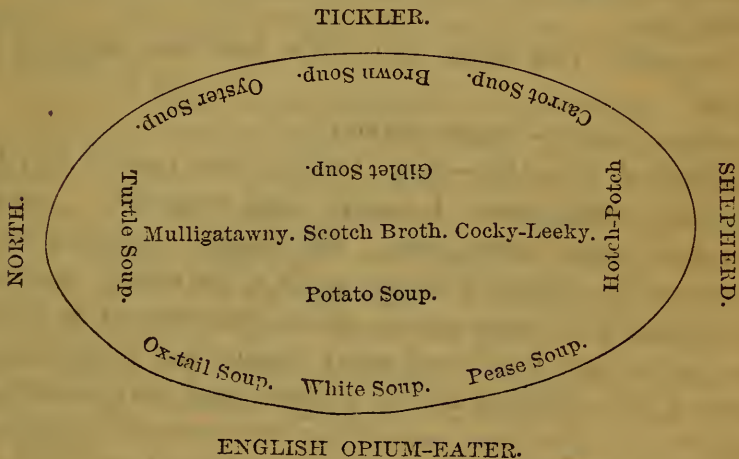 TICKLER.
Oyster Soup.
Brown Soup.
Carrot Soup.
Giblet Soup.
NORTH.
Turtle Soup.
Mulligatawny. Scotch Broth. Cocky-Leeky.
Hotch-Potch
SHEPHERD.
Potato Soup.
Ox-tail Soup.
White Soup.
Pease Soup.
ENGLISH OPIUM-EATER.